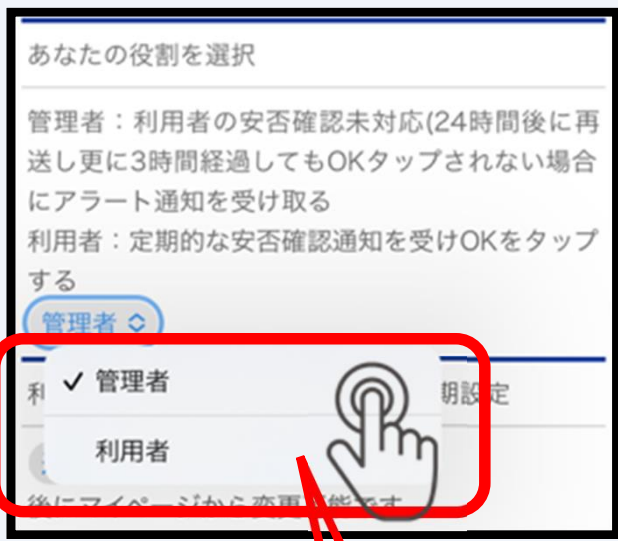 あなたの役割を選択
管理者：利用者の安否確認未対応(24時間後に再
送し更に3時間経過してもOKタップされない場合
にアラート通知を受け取る
利用者：定期的な安否確認通知を受けOKをタップ
する
管理者
✓ 管理者
利 期設定
利用者
後にマイページから変更可能です